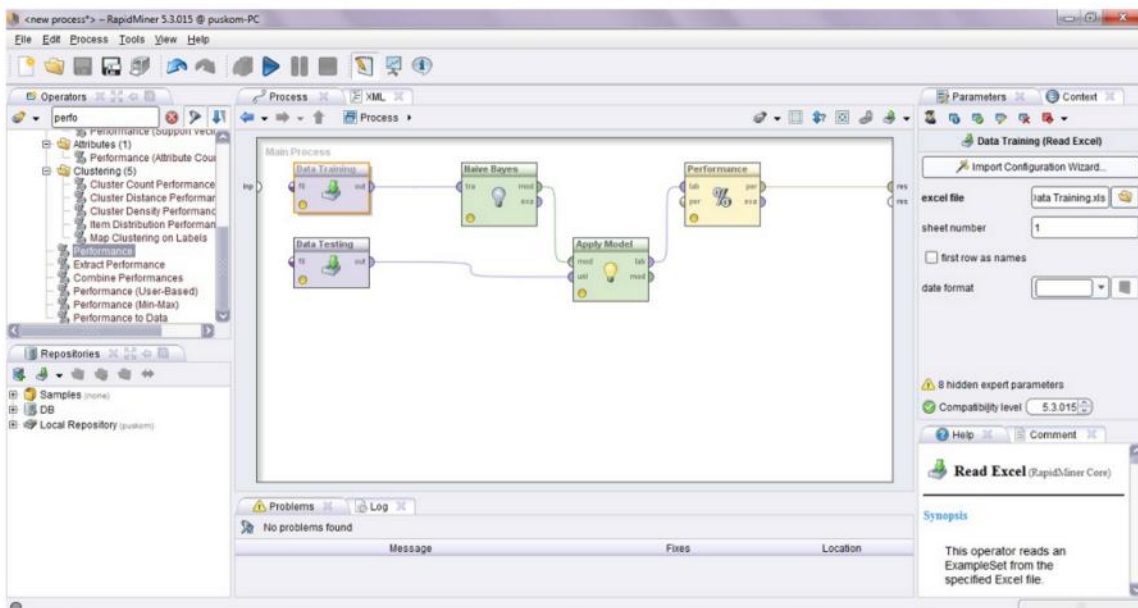 <new process*> – RapidMiner 5.3.015 @ puskom-PC
File Edit Process Tools View Help
Operators
perfo
Performance (Support Vecto
Attributes (1)
Performance (Attribute Coun
Clustering (5)
Cluster Count Performance
Cluster Distance Performan
Cluster Density Performanc
Item Distribution Performan
Map Clustering on Labels
Performance
Extract Performance
Combine Performances
Performance (User-Based)
Performance (Min-Max)
Performance to Data
Repositories
Samples (none)
DB
Local Repository (puskom)
Process XML
Process
Main Process
inp
Data Training
fil out
Naive Bayes
tra mod
exa
Performance
lab per
per exa
res
res
Data Testing
fil out
Apply Model
mod lab
unl mod
Problems Log
No problems found
Message Fixes Location
Parameters Context
Data Training (Read Excel)
Import Configuration Wizard...
excel file ata Training.xls
sheet number 1
first row as names
date format
8 hidden expert parameters
Compatibility level 5.3.015
Help Comment
Read Excel (RapidMiner Core)
Synopsis
This operator reads an
ExampleSet from the
specified Excel file.